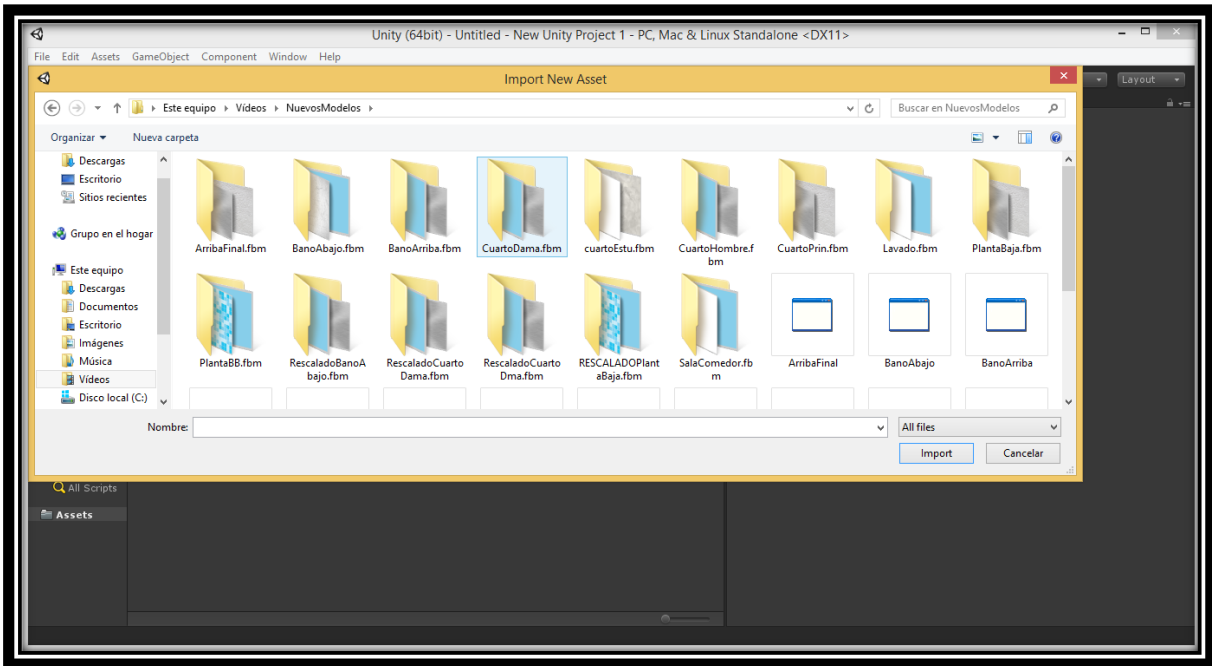 Unity (64bit) - Untitled - New Unity Project 1 - PC, Mac & Linux Standalone <DX11>
File Edit Assets GameObject Component Window Help
Import New Asset
Layout
Este equipo Vídeos NuevosModelos
Buscar en NuevosModelos
Organizar Nueva carpeta
Descargas
Escritorio
Sitios recientes
Grupo en el hogar
Este equipo
Descargas
Documentos
Escritorio
Imágenes
Música
Vídeos
Disco local (C:)
ArribaFinal.fbm BanoAbajo.fbm BanoArriba.fbm CuartoDama.fbm cuartoEstu.fbm CuartoHombre.f CuartoPrin.fbm Lavado.fbm PlantaBaja.fbm
bm
PlantaBB.fbm RescaladoBanoA RescaladoCuarto RescaladoCuarto RESCALADOPlant SalaComedor.fb ArribaFinal BanoAbajo BanoArriba
bajo.fbm Dama.fbm Dma.fbm aBaja.fbm m
Nombre:
All files
Import Cancelar
All Scripts
Assets